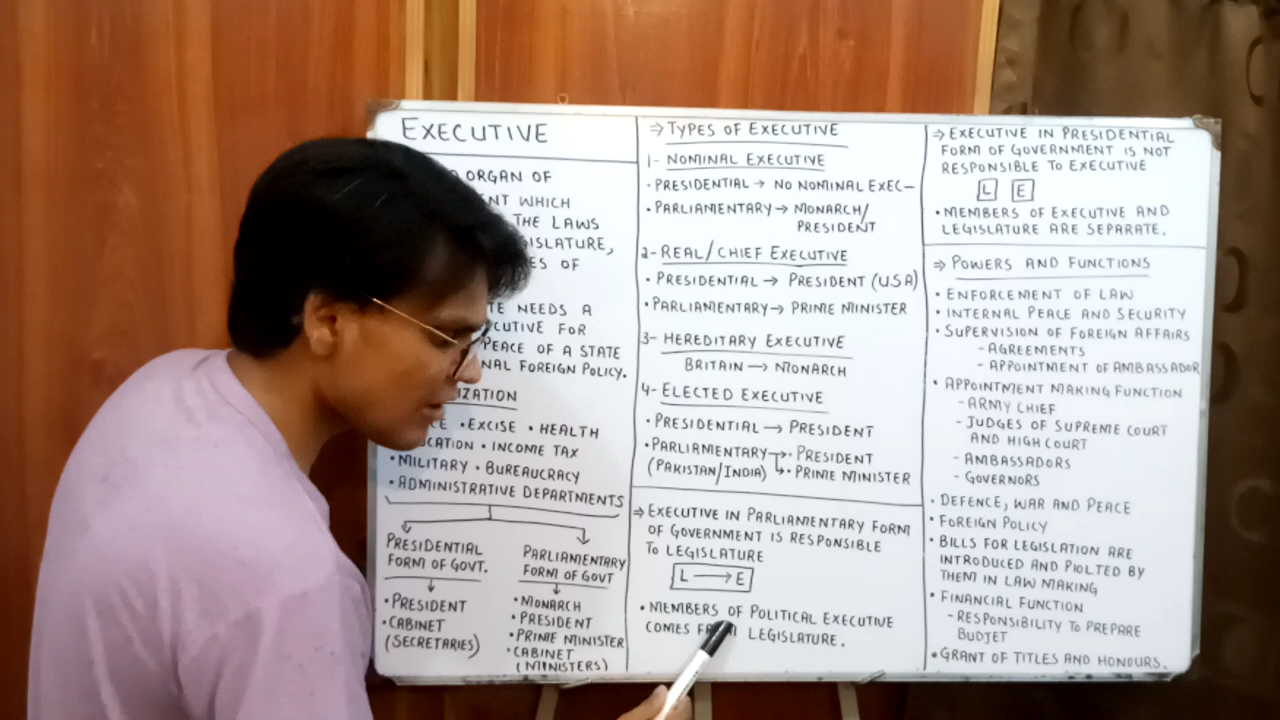 EXECUTIVE
ORGAN OF
WHICH
THE LAWS
OF
NEEDS A
FOR
PEACE OF A STATE
FOREIGN POLICY.
• EXCISE • HEALTH
• INCOME TAX
• MILITARY • BUREAUCRACY
• ADMINISTRATIVE DEPARTMENTS
PRESIDENTIAL
FORM OF GOVT.
• PRESIDENT
• CABINET
(SECRETARIES)
PARLIAMENTARY
FORM OF GOVT
• MONARCH
• PRESIDENT
• PRIME MINISTER
• CABINET
(MINISTERS)
⇒ TYPES OF EXECUTIVE
1- NOMINAL EXECUTIVE
• PRESIDENTIAL → NO NOMINAL EXEC-
• PARLIAMENTARY → MONARCH/
PRESIDENT
2- REAL/CHIEF EXECUTIVE
• PRESIDENTIAL → PRESIDENT (USA)
• PARLIAMENTARY → PRIME MINISTER
3- HEREDITARY EXECUTIVE
BRITAIN → MONARCH
4- ELECTED EXECUTIVE
• PRESIDENTIAL → PRESIDENT
• PARLIAMENTARY → • PRESIDENT
(PAKISTAN/INDIA) ↳ • PRIME MINISTER
⇒ EXECUTIVE IN PARLIAMENTARY FORM
OF GOVERNMENT IS RESPONSIBLE
TO LEGISLATURE
L → E
• MEMBERS OF POLITICAL EXECUTIVE
COMES LEGISLATURE.
⇒ EXECUTIVE IN PRESIDENTIAL
FORM OF GOVERNMENT IS NOT
RESPONSIBLE TO EXECUTIVE
L E
• MEMBERS OF EXECUTIVE AND
LEGISLATURE ARE SEPARATE.
⇒ POWERS AND FUNCTIONS
• ENFORCEMENT OF LAW
• INTERNAL PEACE AND SECURITY
• SUPERVISION OF FOREIGN AFFAIRS
- AGREEMENTS
- APPOINTMENT OF AMBASSADOR
• APPOINTMENT MAKING FUNCTION
- ARMY CHIEF
- JUDGES OF SUPREME COURT
AND HIGH COURT
- AMBASSADORS
- GOVERNORS
• DEFENCE, WAR AND PEACE
• FOREIGN POLICY
• BILLS FOR LEGISLATION ARE
INTRODUCED AND PIOLTED BY
THEM IN LAW MAKING
• FINANCIAL FUNCTION
- RESPONSIBILITY TO PREPARE
BUDJET
• GRANT OF TITLES AND HONOURS.